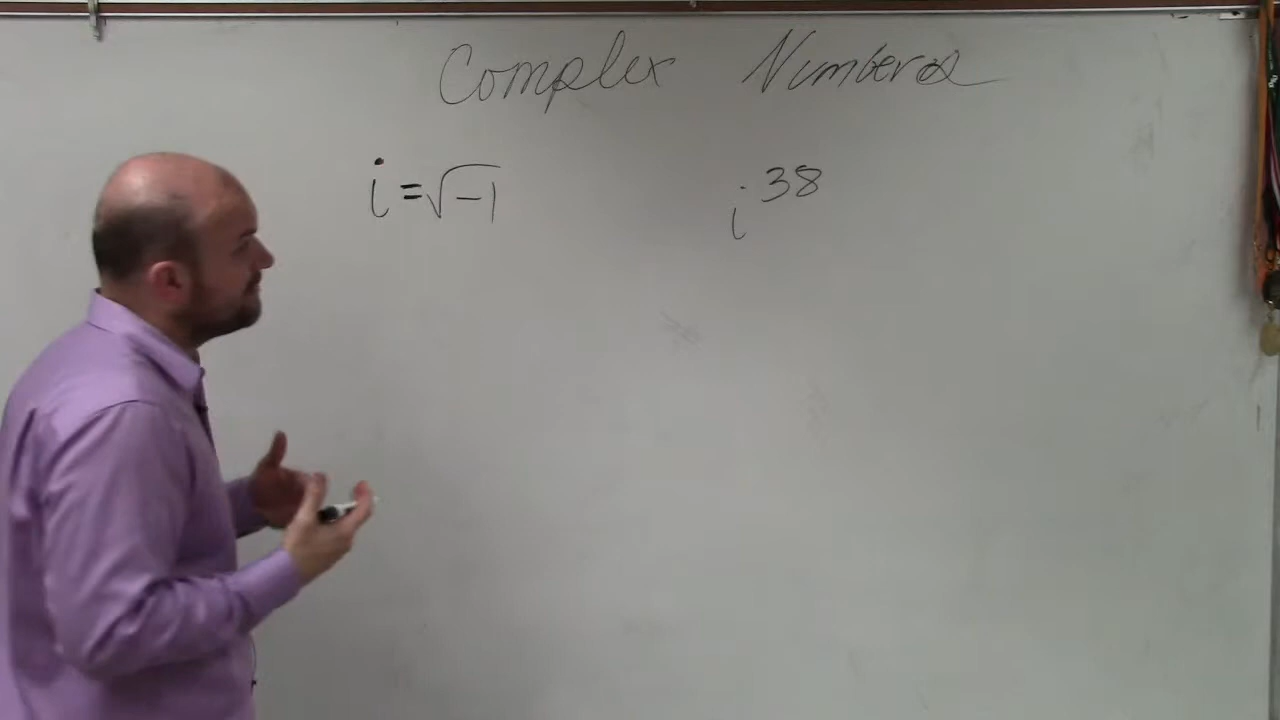 Complex Numbers
i = √-1
i^38